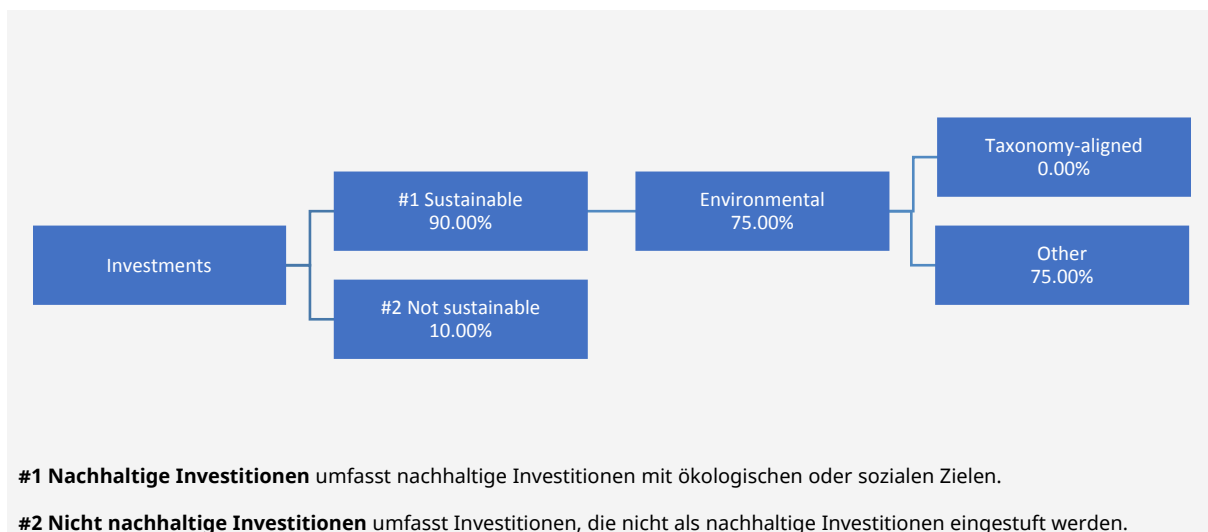 Investments
#1 Sustainable
90.00%
#2 Not sustainable
10.00%
Environmental
75.00%
Taxonomy-aligned
0.00%
Other
75.00%
#1 Nachhaltige Investitionen umfasst nachhaltige Investitionen mit ökologischen oder sozialen Zielen.
#2 Nicht nachhaltige Investitionen umfasst Investitionen, die nicht als nachhaltige Investitionen eingestuft werden.